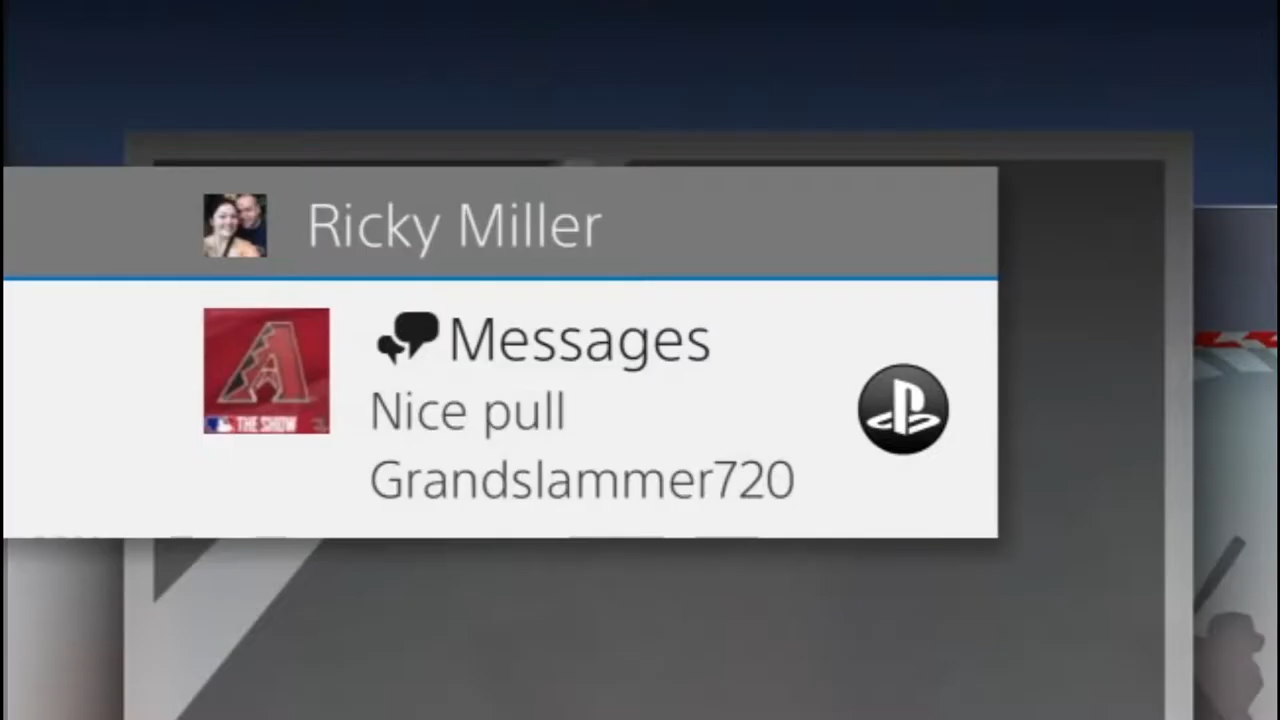 Ricky Miller
Messages
Nice pull
Grandslammer720
THE SHOW